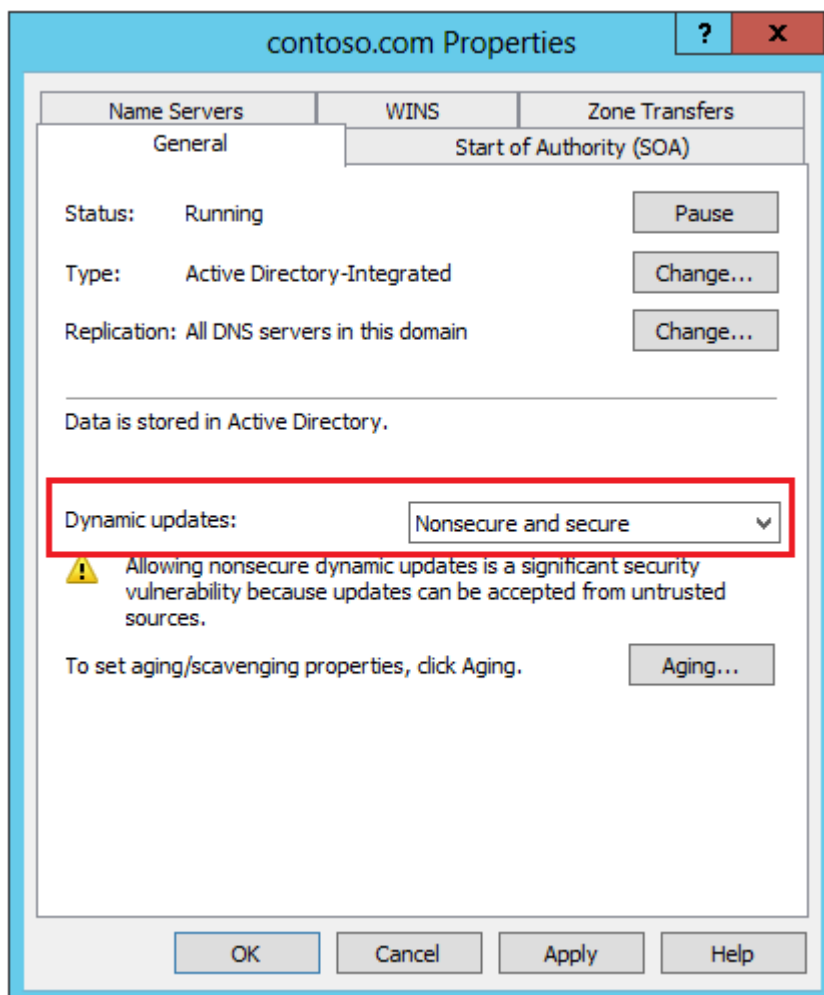 contoso.com Properties
?
x
Name Servers
WINS
Zone Transfers
General
Start of Authority (SOA)
Status: Running
Pause
Type: Active Directory-Integrated
Change...
Replication: All DNS servers in this domain
Change...
Data is stored in Active Directory.
Dynamic updates:
Nonsecure and secure
Allowing nonsecure dynamic updates is a significant security
vulnerability because updates can be accepted from untrusted
sources.
To set aging/scavenging properties, click Aging.
Aging...
OK
Cancel
Apply
Help